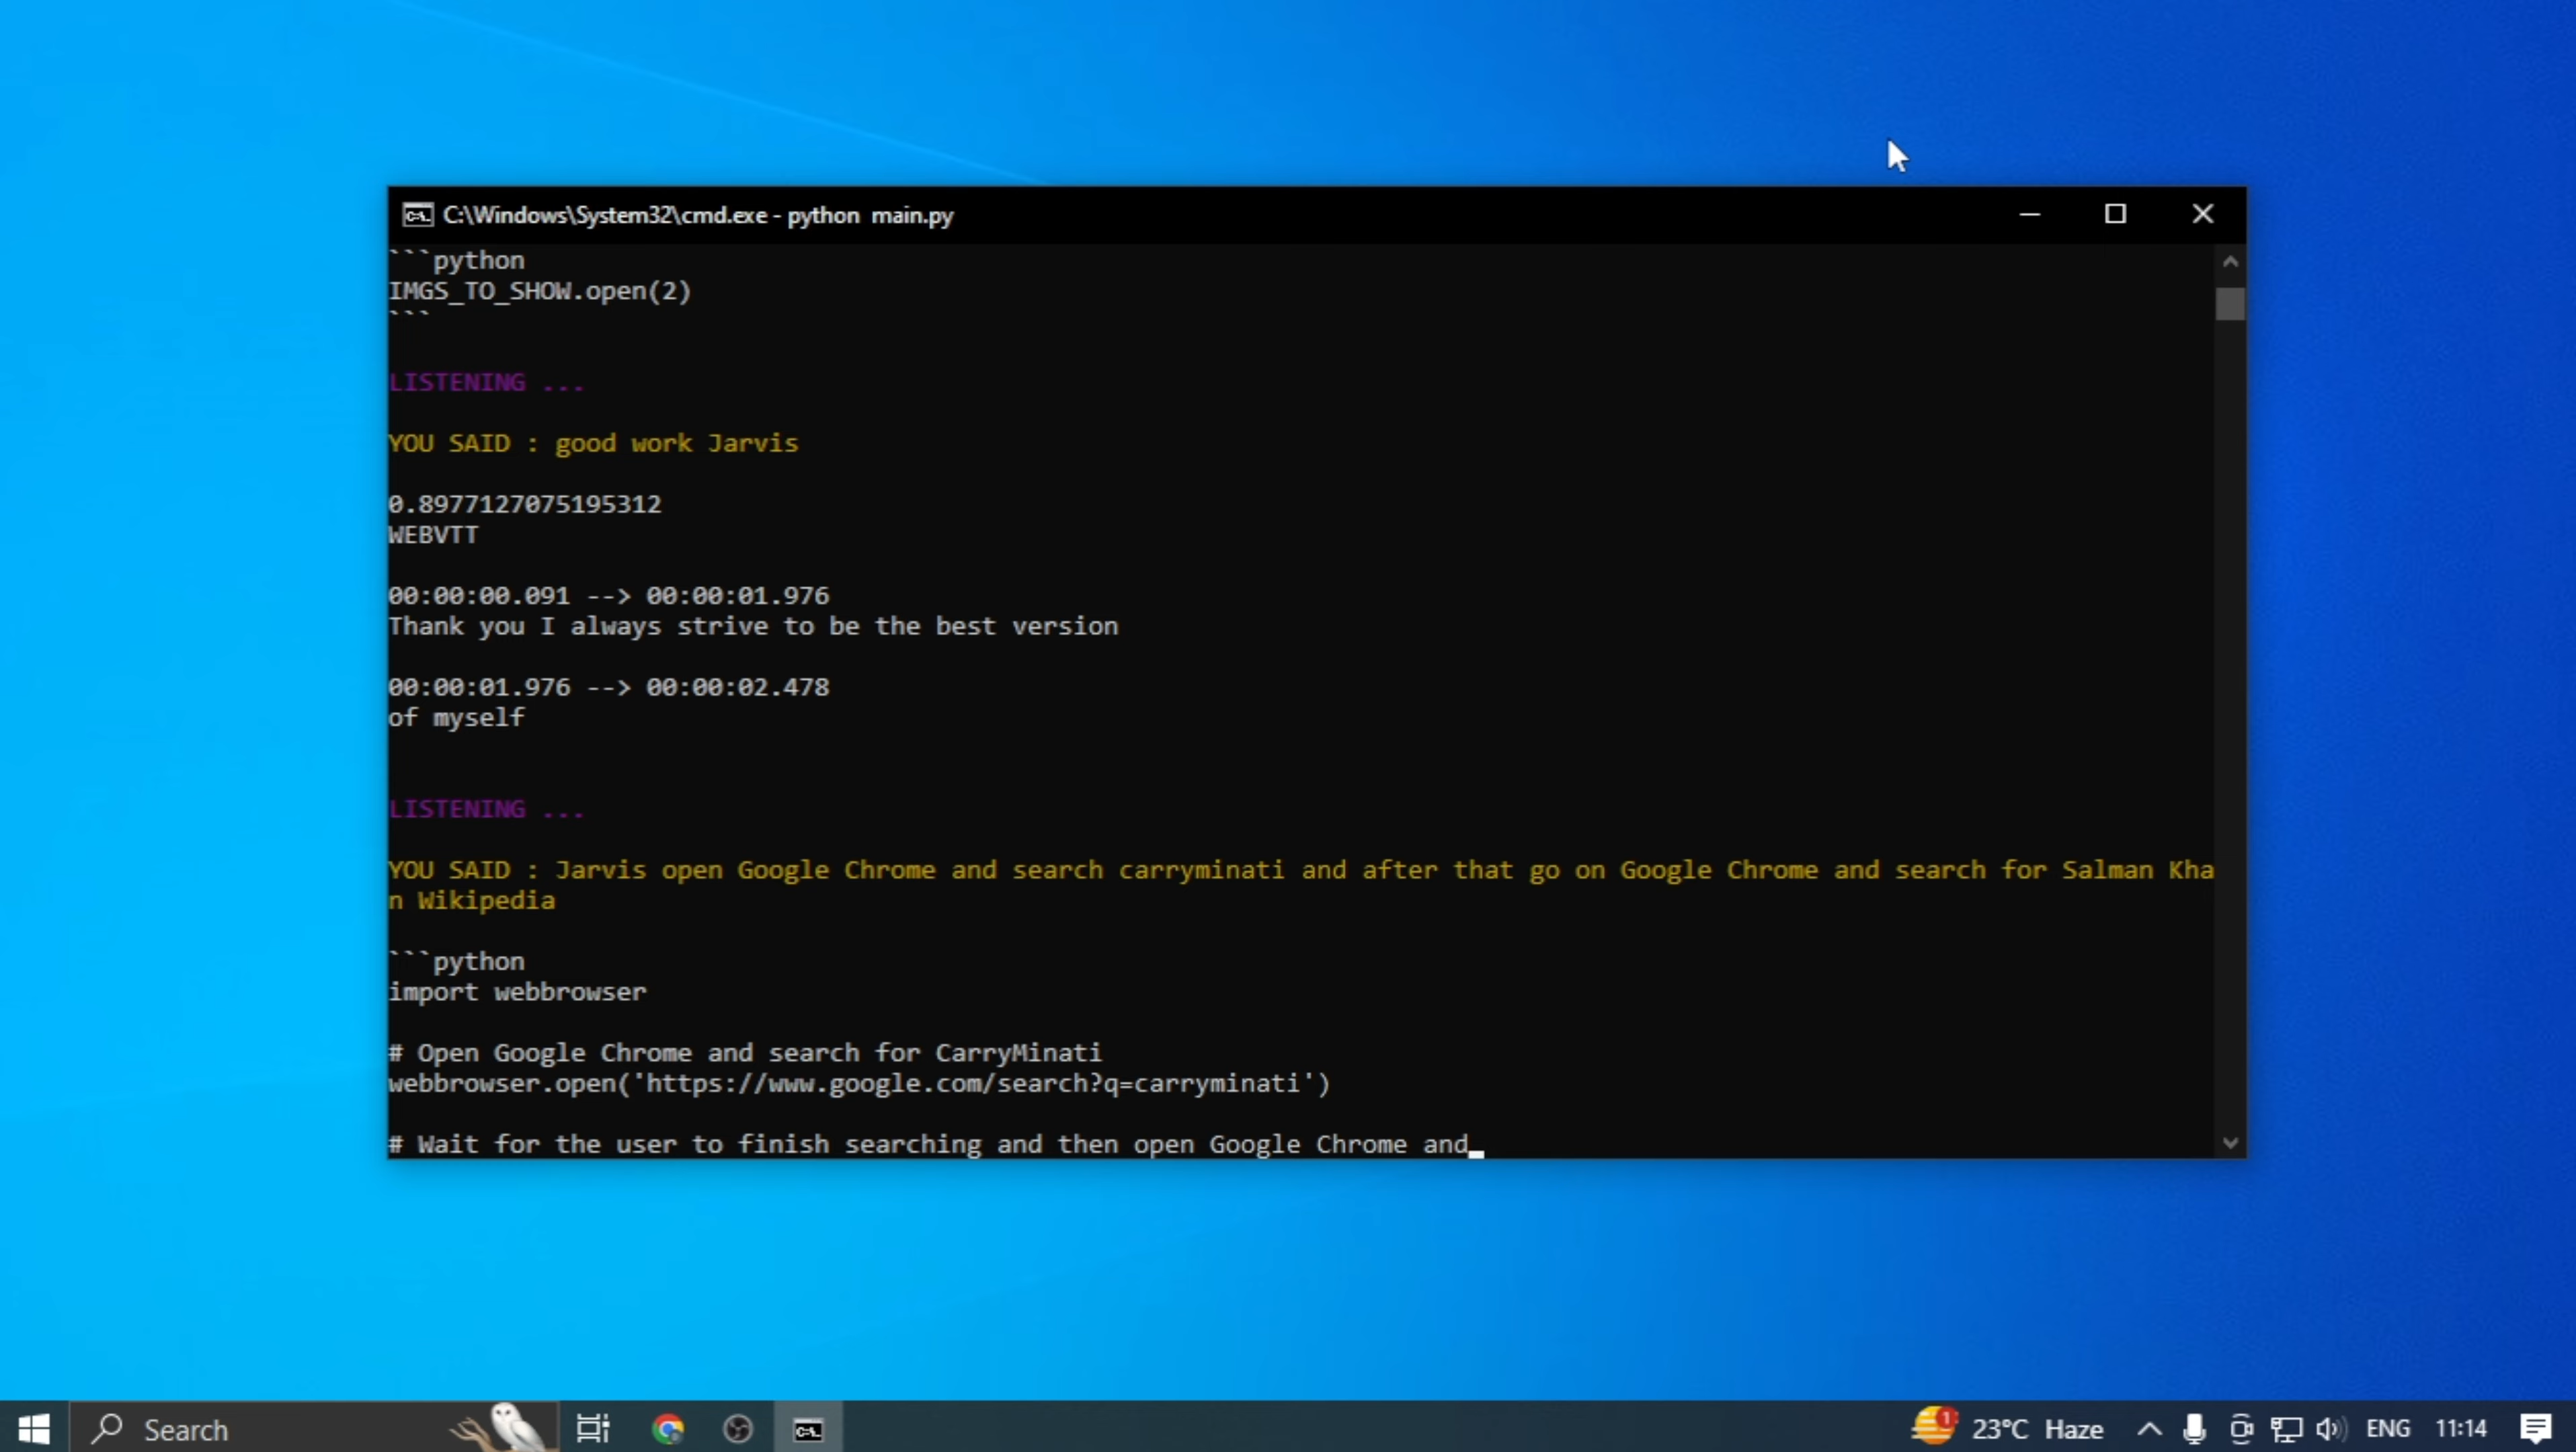 C:\Windows\System32\cmd.exe - python  main.py
```python
IMGS_TO_SHOW.open(2)
```
LISTENING ...
YOU SAID : good work Jarvis
0.8977127075195312
WEBVTT
00:00:00.091 --> 00:00:01.976
Thank you I always strive to be the best version
00:00:01.976 --> 00:00:02.478
of myself
LISTENING ...
YOU SAID : Jarvis open Google Chrome and search carryminati and after that go on Google Chrome and search for Salman Kha
n Wikipedia
```python
import webbrowser
# Open Google Chrome and search for CarryMinati
webbrowser.open('https://www.google.com/search?q=carryminati')
# Wait for the user to finish searching and then open Google Chrome and
Search
1
23°C Haze
ENG
11:14